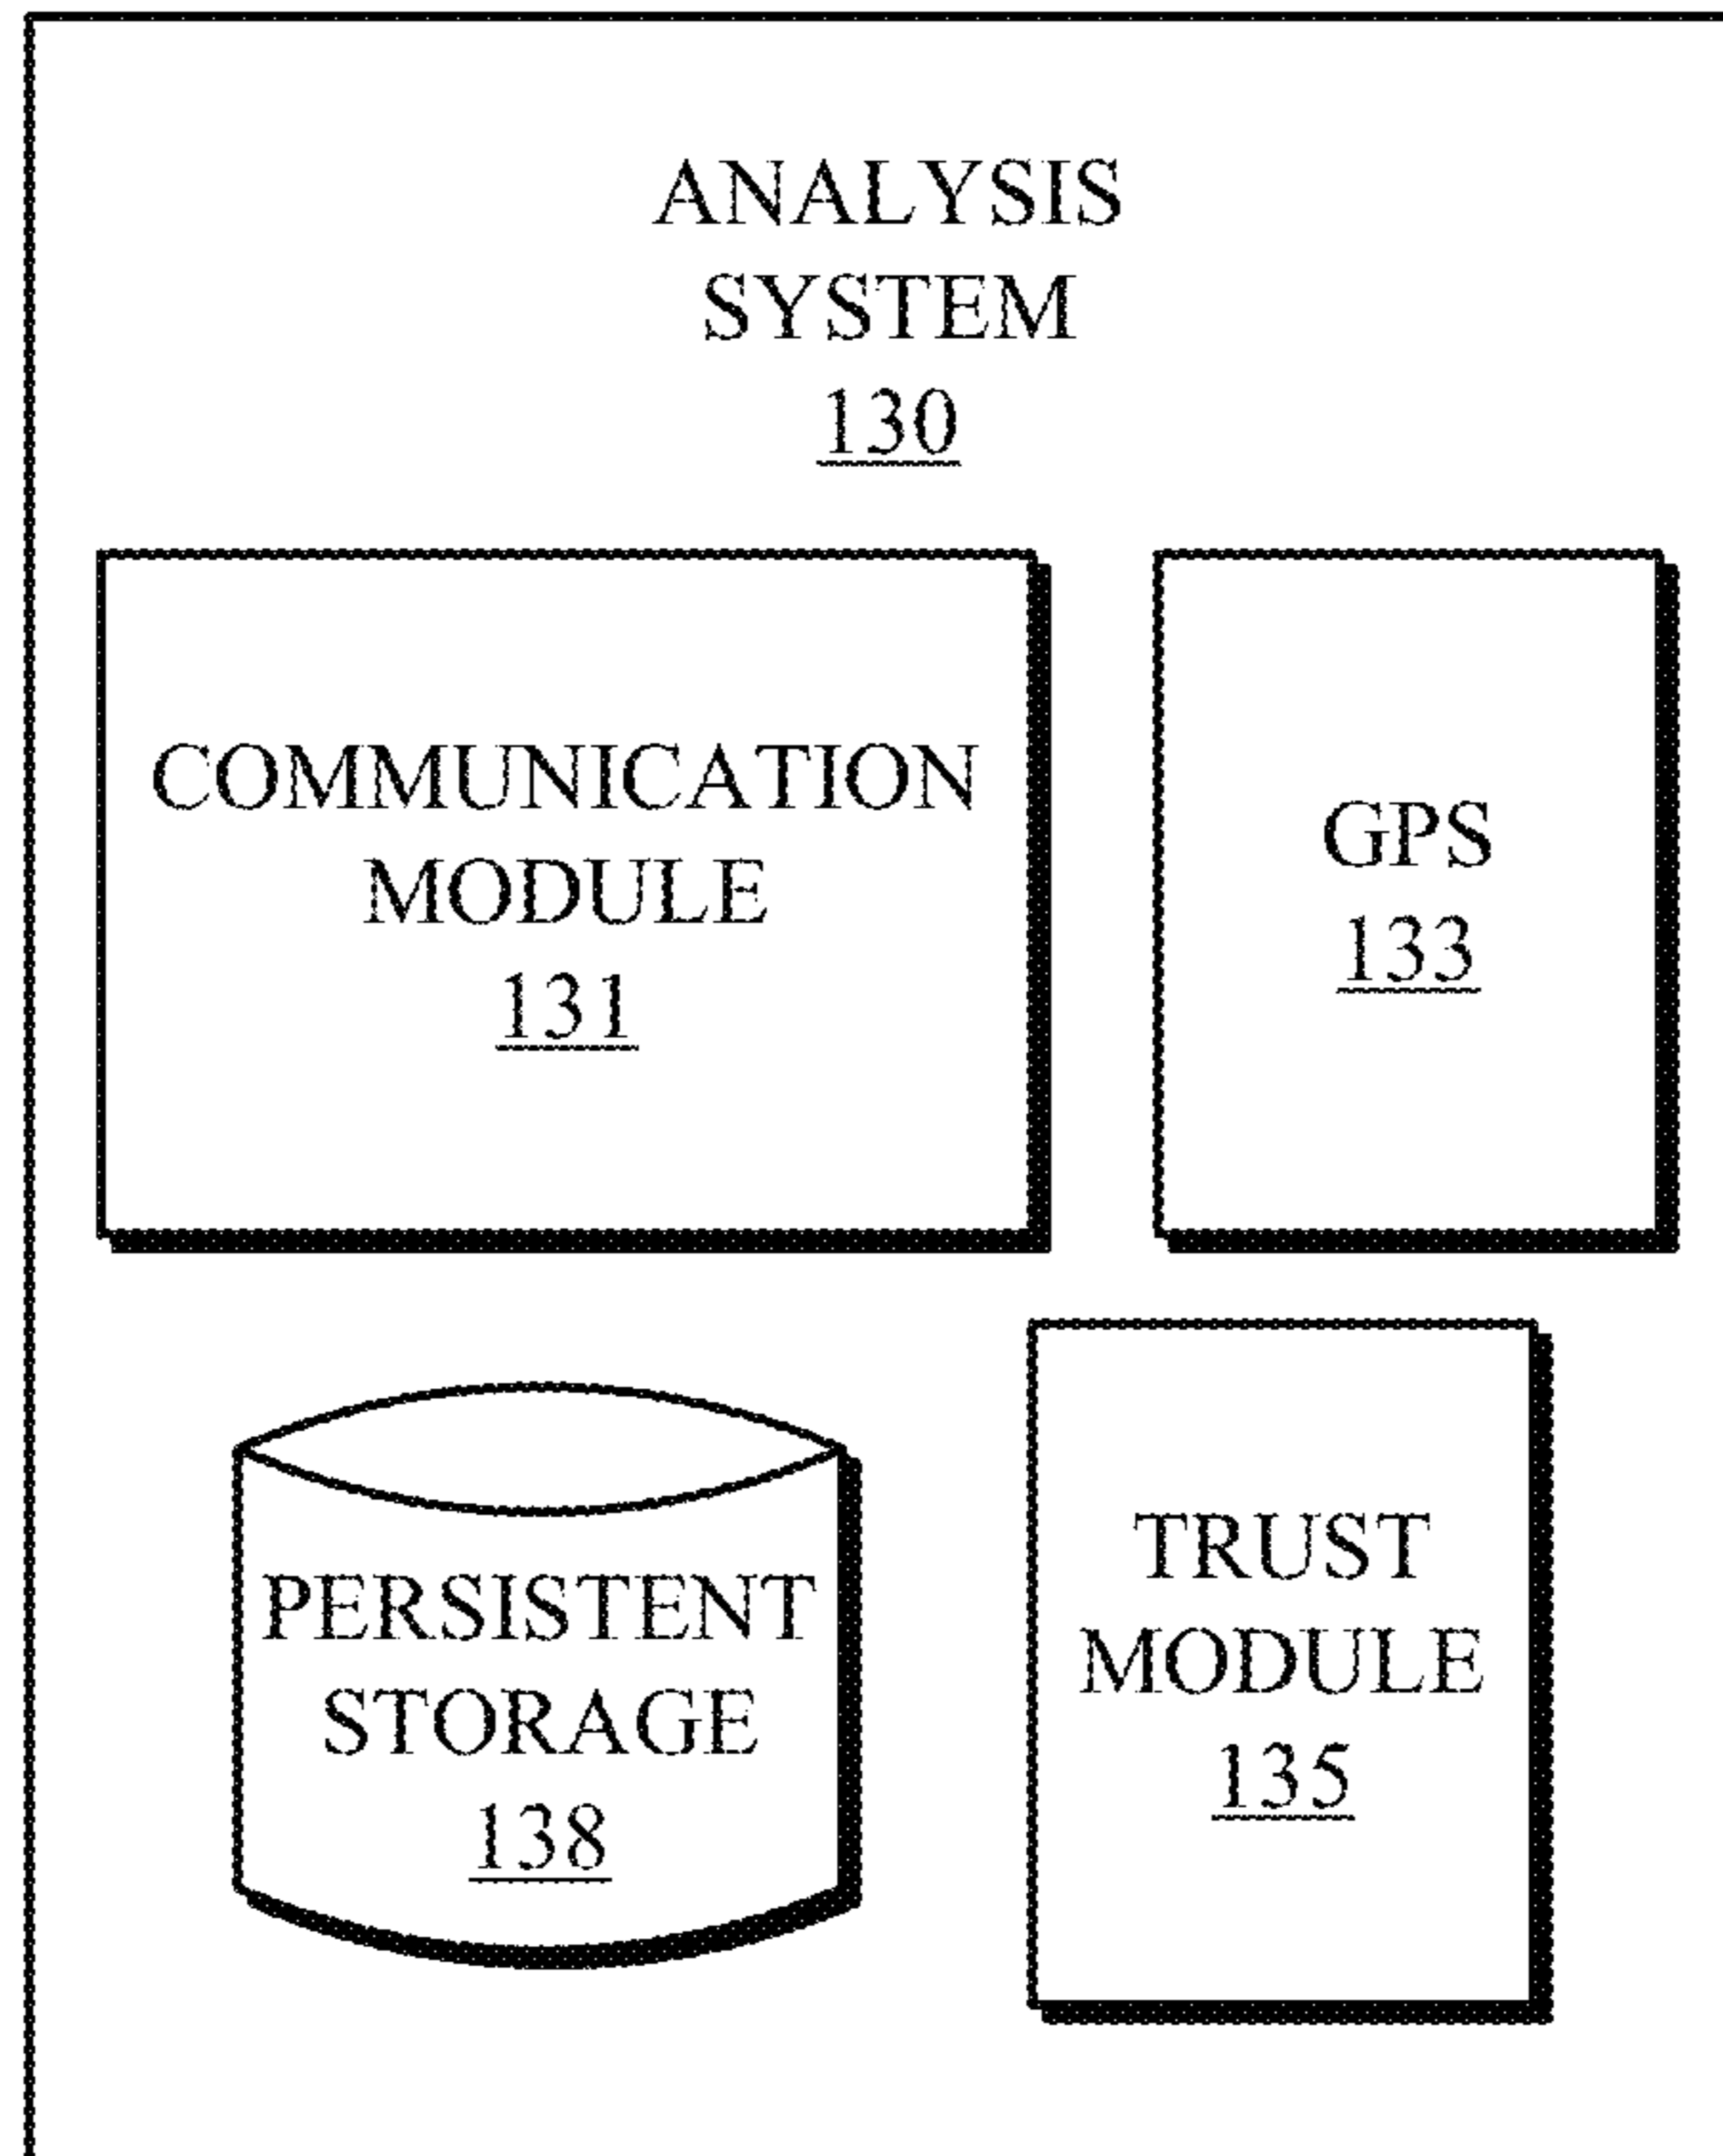 ANALYSIS
SYSTEM
130
COMMUNICATION
MODULE
131
GPS
133
PERSISTENT
STORAGE
138
TRUST
MODULE
135